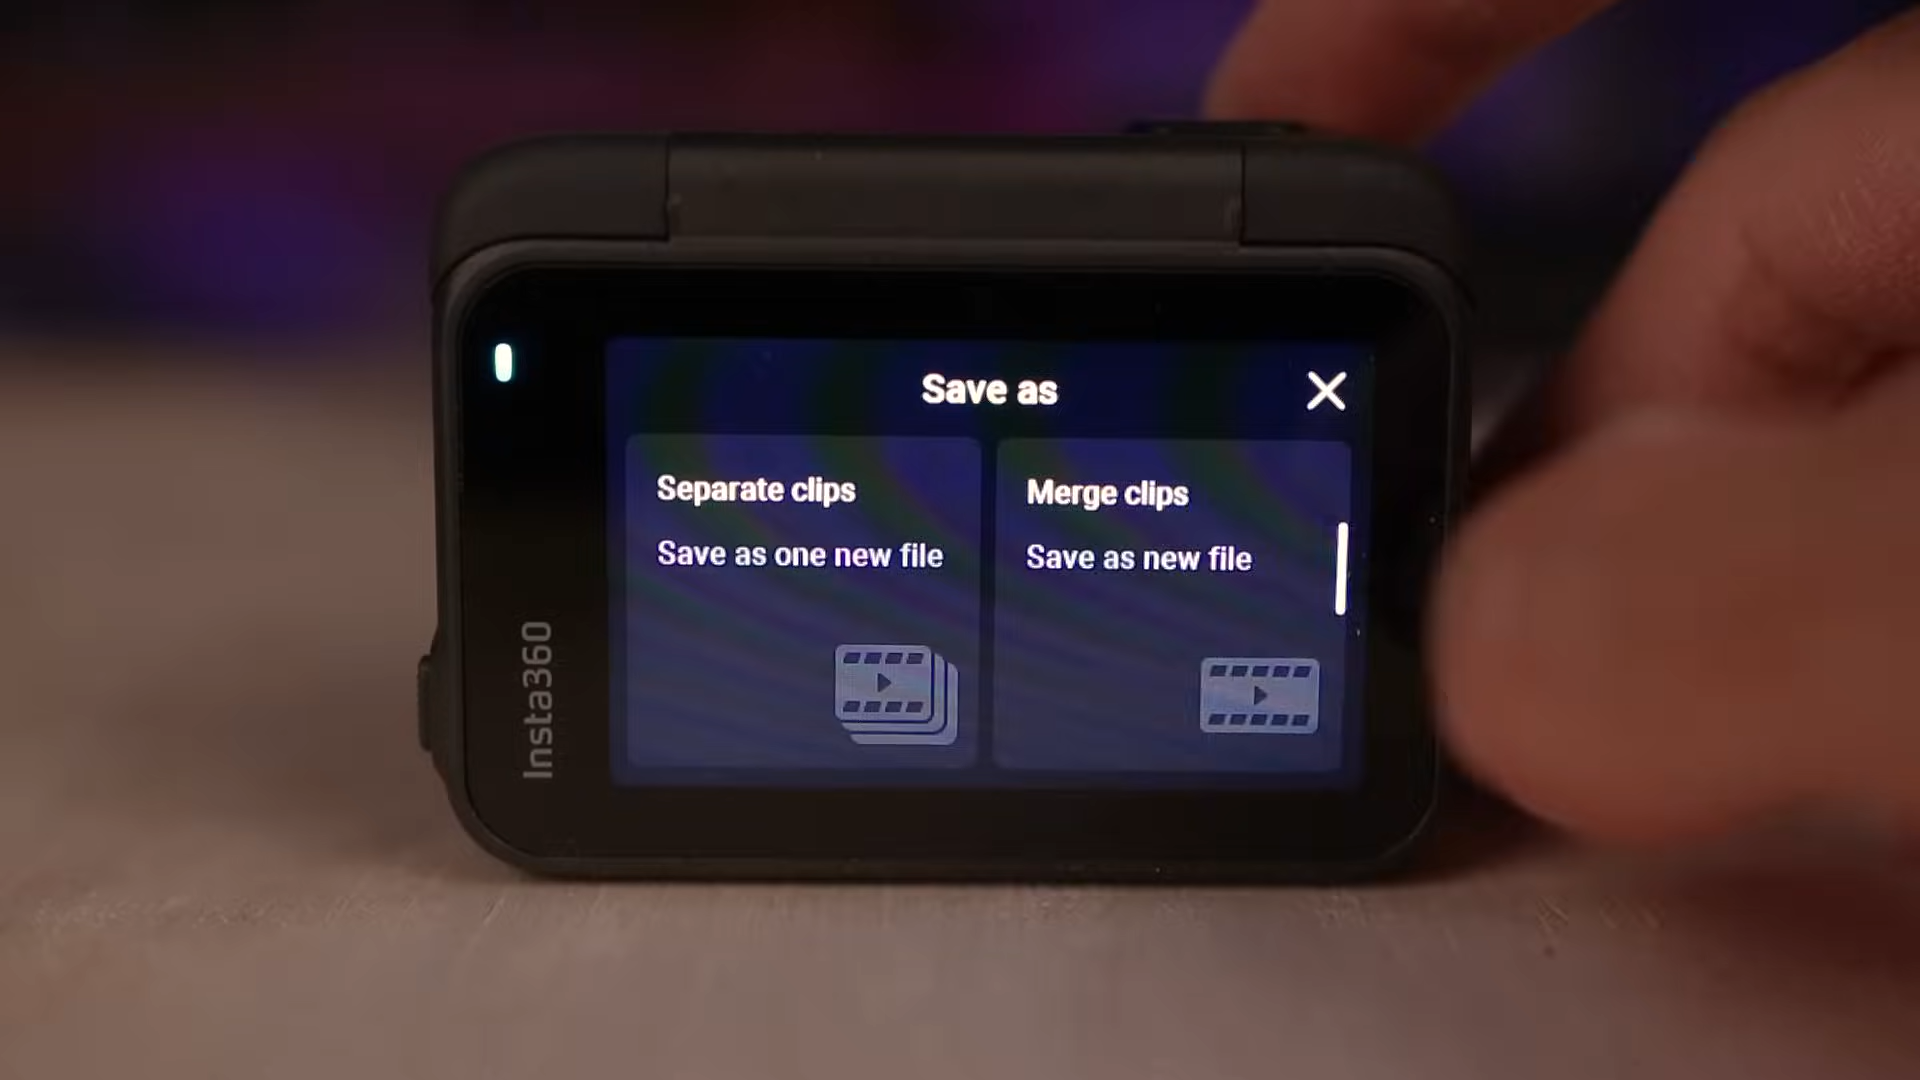 Save as
Separate clips
Save as one new file
Merge clips
Save as new file
Insta360